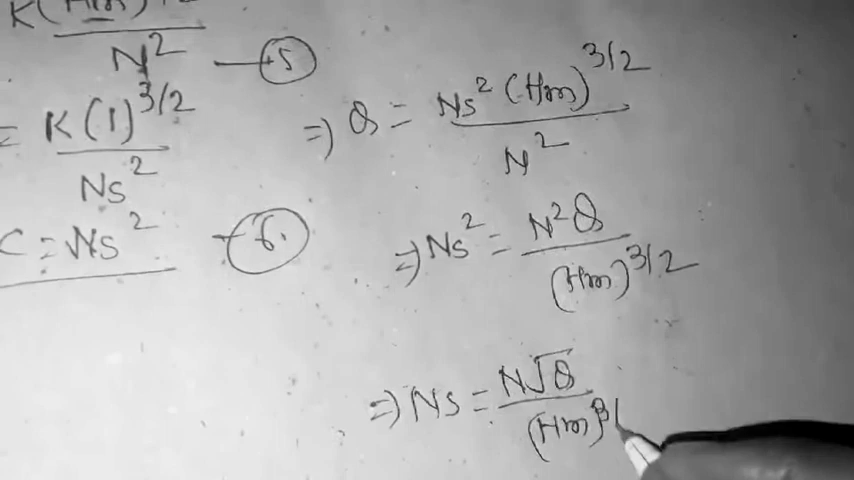 K(Hm)
N² — 5
= K(1)^3/2 / Ns²
C = Ns² — 6.
=) Q = Ns² (Hm)^3/2 / N²
=) Ns² = N²Q / (Hm)^3/2
=) Ns = N√Q / (Hm)^3/